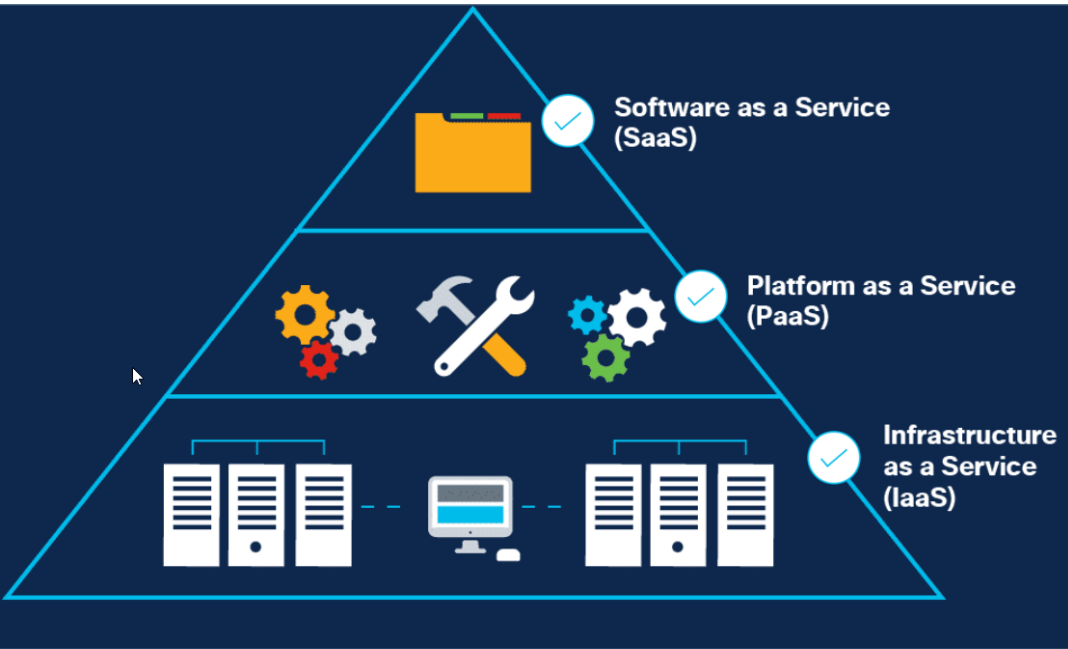 Software as a Service
(SaaS)
Platform as a Service
(PaaS)
Infrastructure
as a Service
(IaaS)